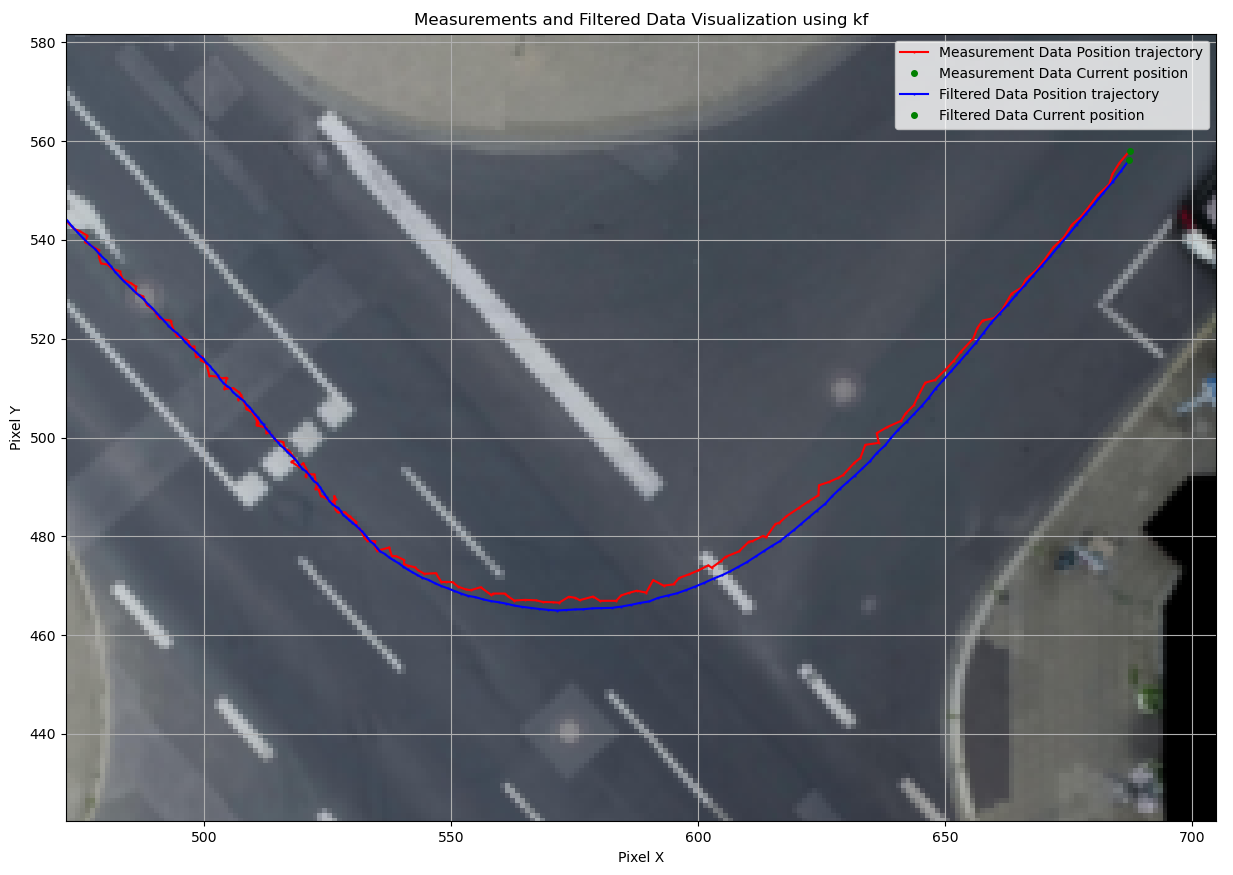 Measurements and Filtered Data Visualization using kf
Measurement Data Position trajectory
Measurement Data Current position
Filtered Data Position trajectory
Filtered Data Current position
580
560
540
520
500
480
460
440
Pixel Y
500
550
600
650
700
Pixel X